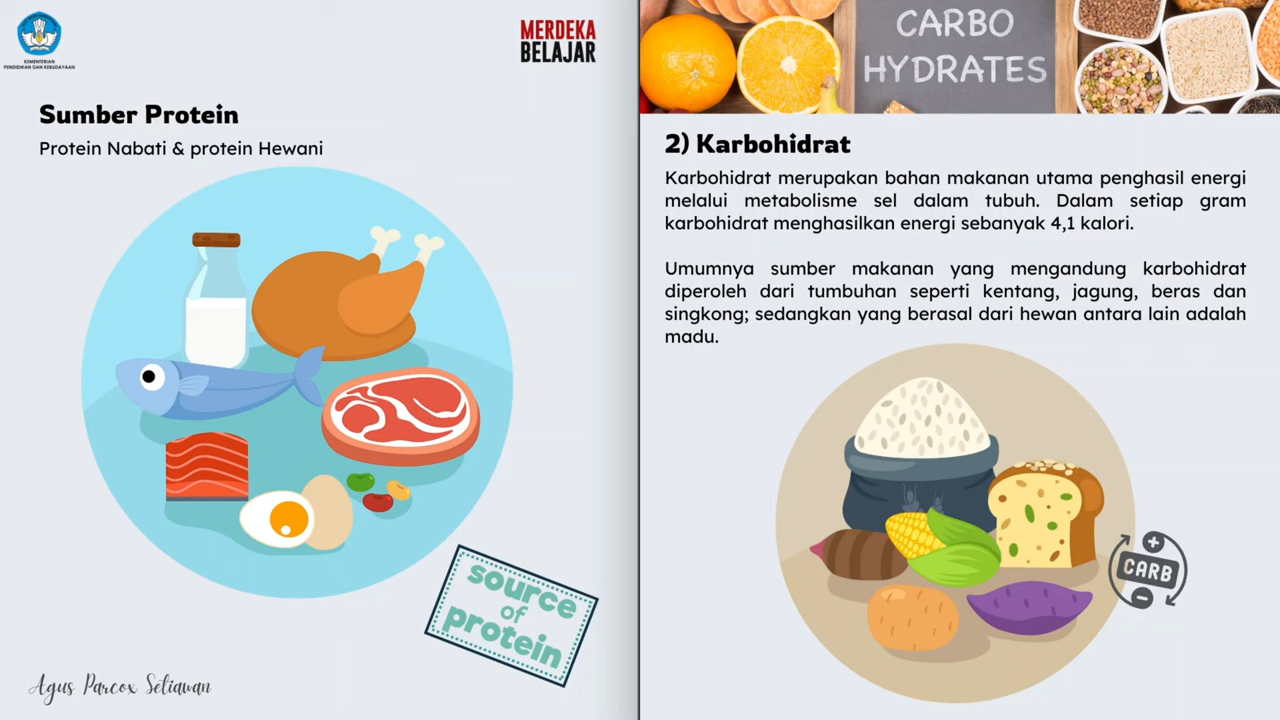 KEMENTERIAN
PENDIDIKAN DAN KEBUDAYAAN
MERDEKA
BELAJAR
Sumber Protein
Protein Nabati & protein Hewani
source
of
protein
Agus Parcox Setiawan
CARBO
HYDRATES
2) Karbohidrat
Karbohidrat merupakan bahan makanan utama penghasil energi
melalui metabolisme sel dalam tubuh. Dalam setiap gram
karbohidrat menghasilkan energi sebanyak 4,1 kalori.
Umumnya sumber makanan yang mengandung karbohidrat
diperoleh dari tumbuhan seperti kentang, jagung, beras dan
singkong; sedangkan yang berasal dari hewan antara lain adalah
madu.
CARB